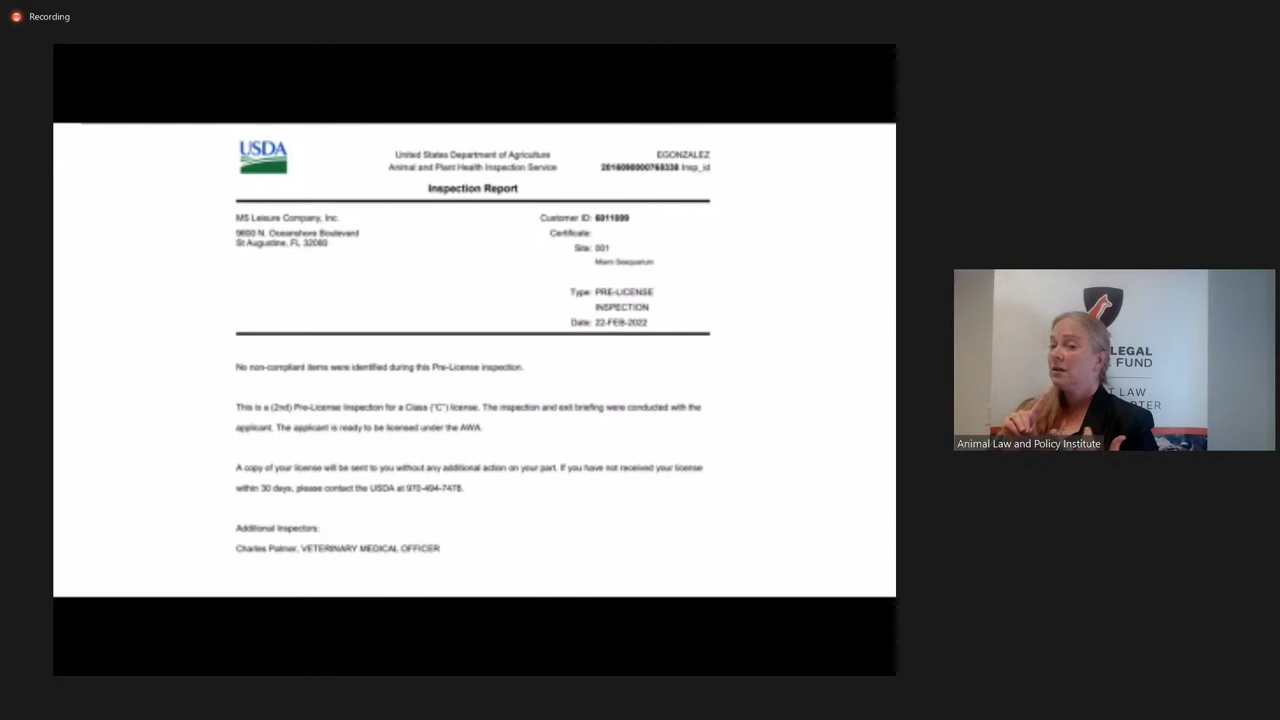 Recording
USDA
United States Department of Agriculture
Animal and Plant Health Inspection Service
EGONZALEZ
Insp_id
Inspection Report
MS Leisure Company, Inc.
9600 N. Oceanshore Boulevard
St Augustine, FL 32080
Customer ID:
Certificate:
Site: 001
Miami Seaquarium
Type: PRE-LICENSE
INSPECTION
Date: 22-FEB-2022
No non-compliant items were identified during this Pre-License inspection.
This is a (2nd) Pre-License Inspection for a Class ("C") license. The inspection and exit briefing were conducted with the
applicant. The applicant is ready to be licensed under the AWA.
A copy of your license will be sent to you without any additional action on your part. If you have not received your license
within 30 days, please contact the USDA at 970-494-7478.
Additional Inspectors:
Charles Palmer, VETERINARY MEDICAL OFFICER
LEGAL
FUND
LAW
Animal Law and Policy Institute